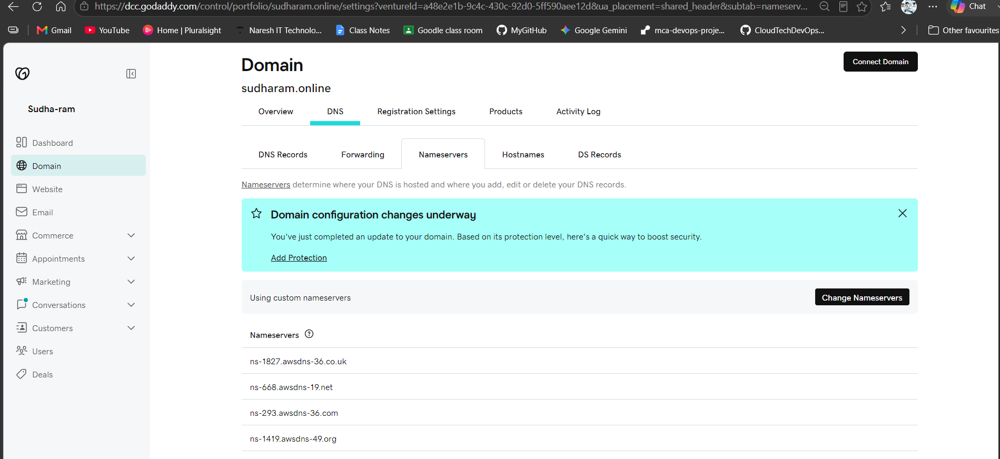 https://dcc.godaddy.com/control/portfolio/sudharam.online/settings?ventureId=a48e2e1b-9c4c-430c-92d0-5ff590aee12d&ua_placement=shared_header&subtab=nameserv...
Chat
Gmail
YouTube
Home | Pluralsight
Naresh IT Technolo...
Class Notes
Goodle class room
MyGitHub
Google Gemini
mca-devops-proje...
CloudTechDevOps...
Other favourites
Sudha-ram
Dashboard
Domain
Website
Email
Commerce
Appointments
Marketing
Conversations
Customers
Users
Deals
Domain
Connect Domain
sudharam.online
Overview
DNS
Registration Settings
Products
Activity Log
DNS Records
Forwarding
Nameservers
Hostnames
DS Records
Nameservers determine where your DNS is hosted and where you add, edit or delete your DNS records.
Domain configuration changes underway
You've just completed an update to your domain. Based on its protection level, here's a quick way to boost security.
Add Protection
Using custom nameservers
Change Nameservers
Nameservers
ns-1827.awsdns-36.co.uk
ns-668.awsdns-19.net
ns-293.awsdns-36.com
ns-1419.awsdns-49.org